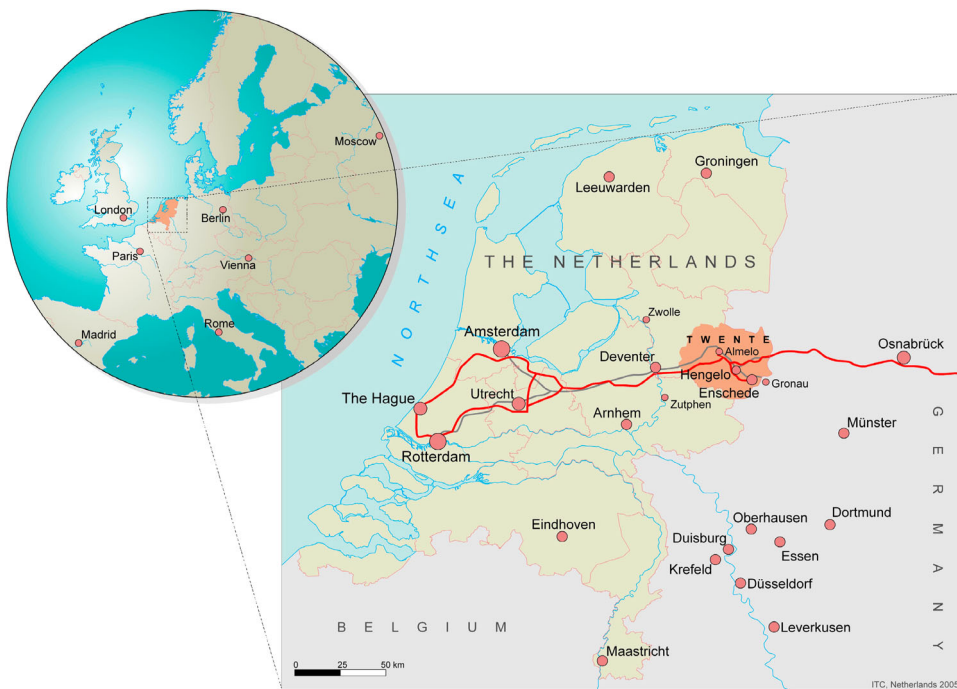 Moscow
London
Berlin
Paris
Vienna
Madrid
Rome
NORTHSEA
Groningen
Leeuwarden
THE NETHERLANDS
Zwolle
Amsterdam
TWENTE
Almelo
Osnabrück
Deventer
Hengelo
Gronau
Enschede
The Hague
Utrecht
Zutphen
Arnhem
Münster
Rotterdam
GERMANY
Eindhoven
Oberhausen
Dortmund
Duisburg
Essen
Krefeld
Düsseldorf
BELGIUM
Leverkusen
Maastricht
0 25 50 km
ITC, Netherlands 2005